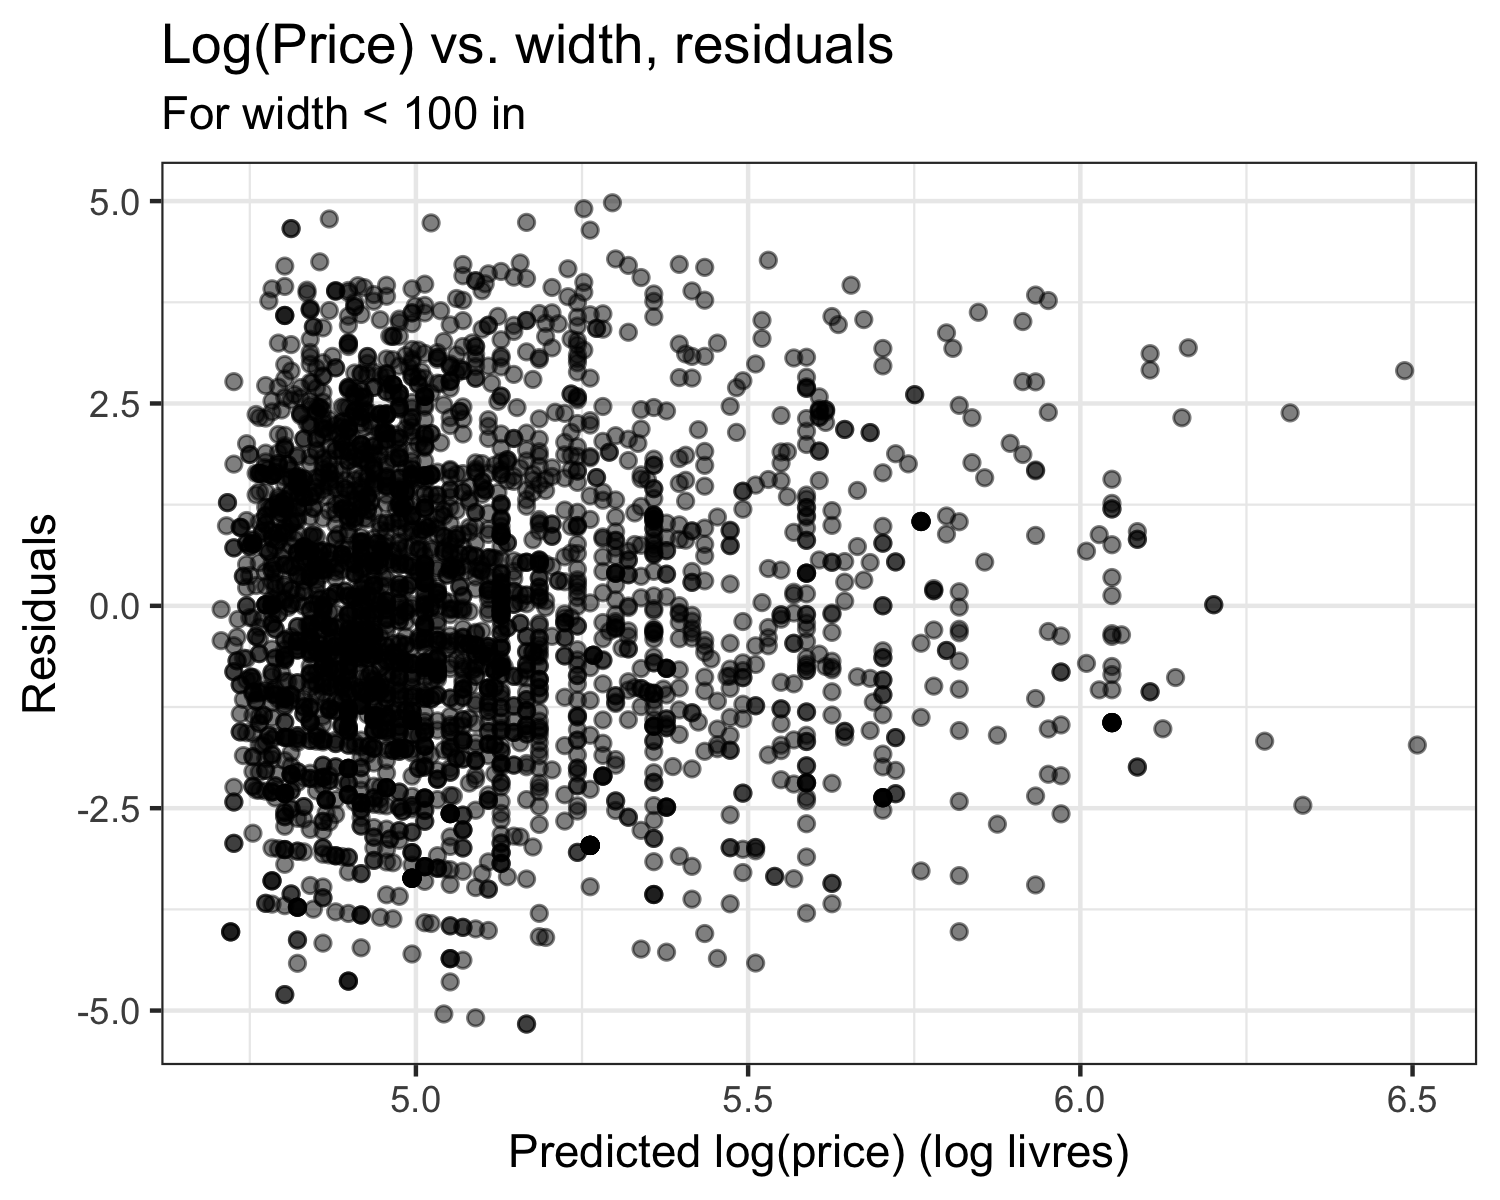 Log(Price) vs. width, residuals
For width < 100 in
Residuals
5.0
2.5
0.0
-2.5
-5.0
5.0 5.5 6.0 6.5
Predicted log(price) (log livres)